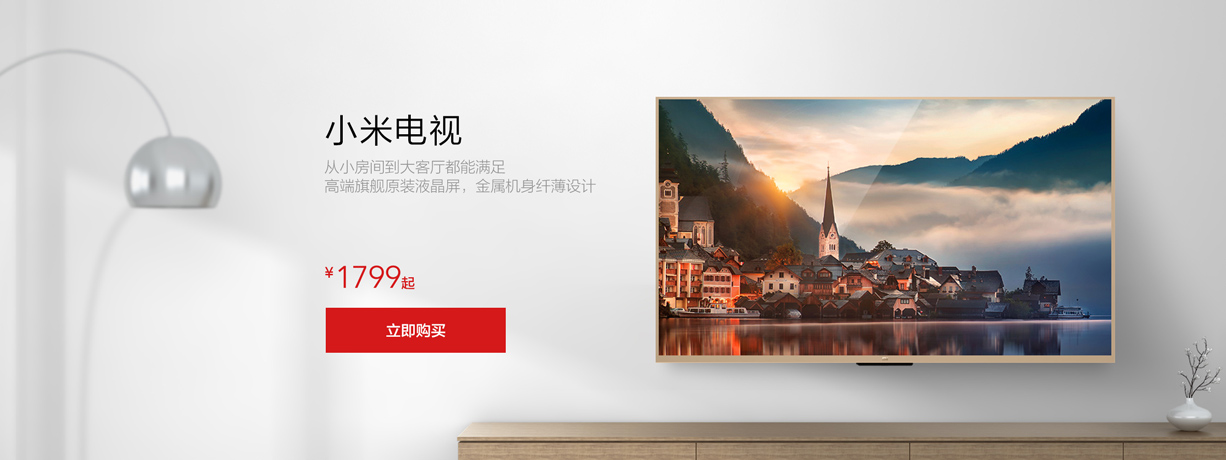 小米电视
从小房间到大客厅都能满足
高端旗舰原装液晶屏，金属机身纤薄设计
¥1799起
立即购买